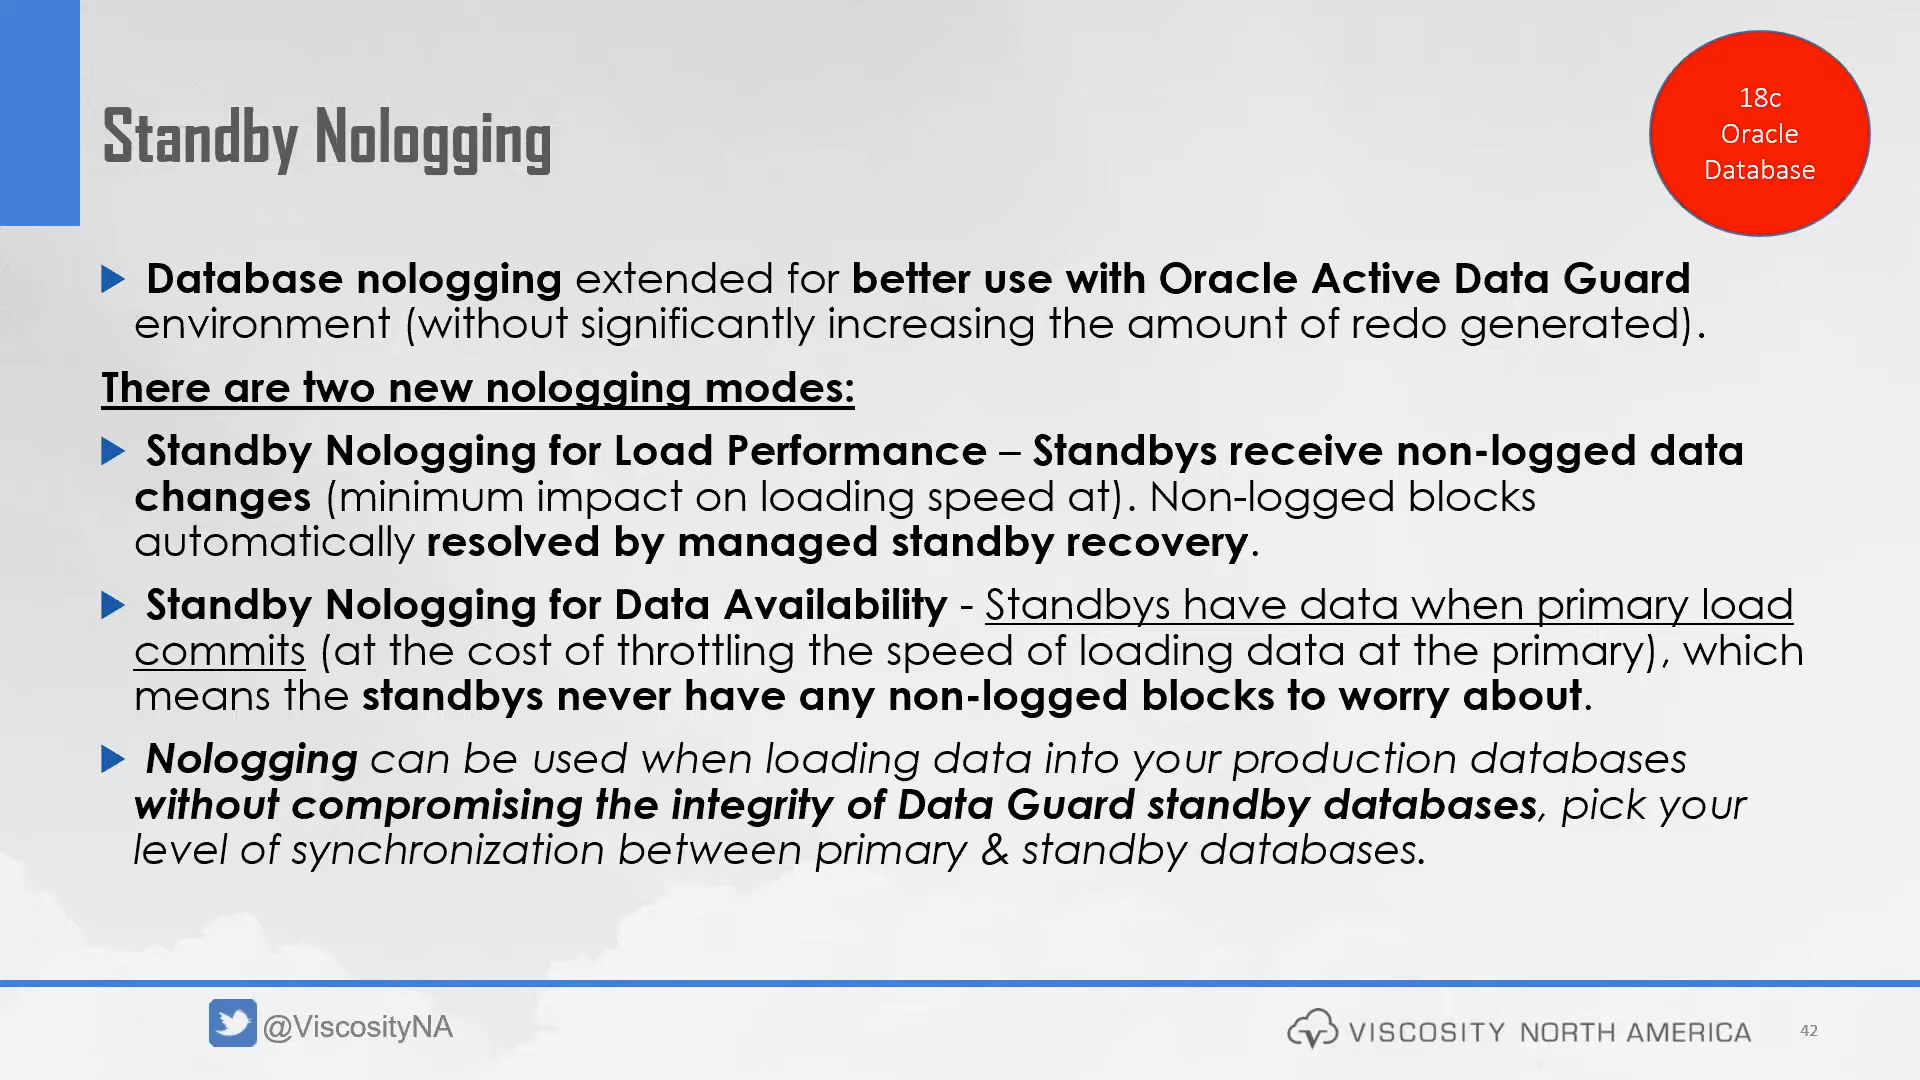 Standby Nologging
18c
Oracle
Database
Database nologging extended for better use with Oracle Active Data Guard
environment (without significantly increasing the amount of redo generated).
There are two new nologging modes:
Standby Nologging for Load Performance – Standbys receive non-logged data
changes (minimum impact on loading speed at). Non-logged blocks
automatically resolved by managed standby recovery.
Standby Nologging for Data Availability - Standbys have data when primary load
commits (at the cost of throttling the speed of loading data at the primary), which
means the standbys never have any non-logged blocks to worry about.
Nologging can be used when loading data into your production databases
without compromising the integrity of Data Guard standby databases, pick your
level of synchronization between primary & standby databases.
@ViscosityNA
VISCOSITY NORTH AMERICA
42